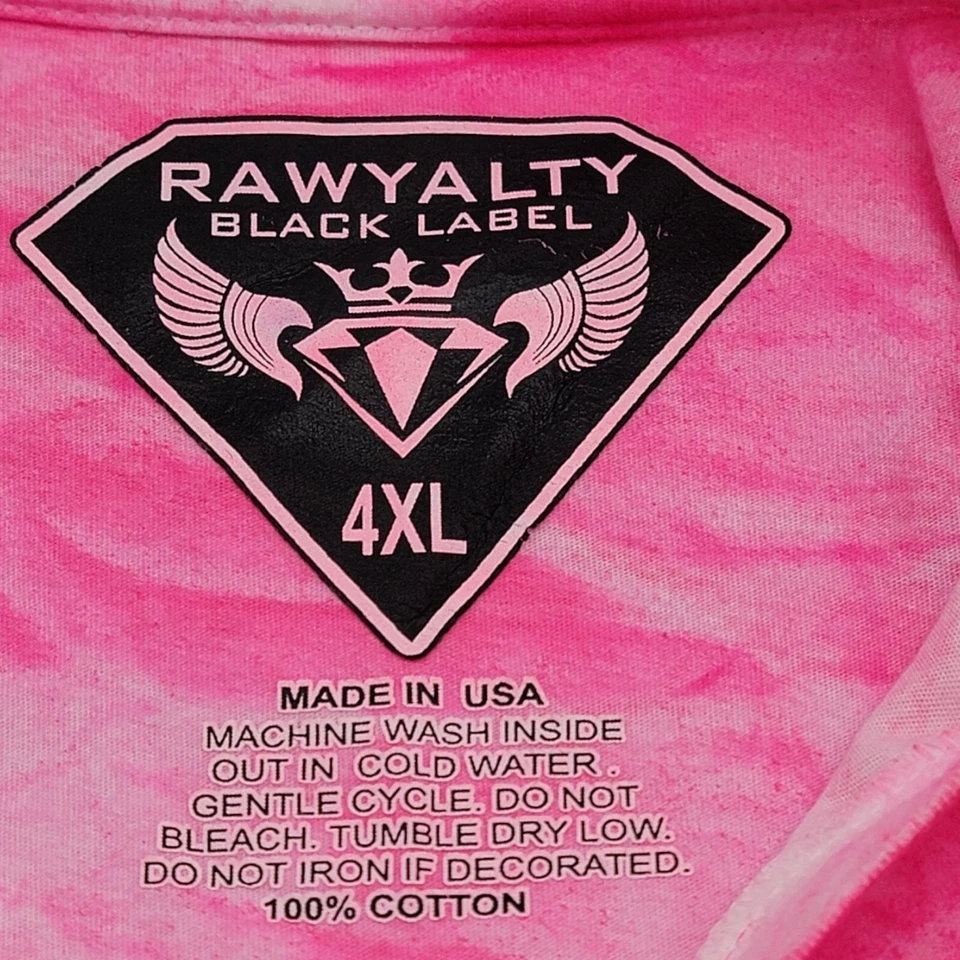 RAWYALTY
BLACK LABEL
4XL
MADE IN USA
MACHINE WASH INSIDE
OUT IN COLD WATER .
GENTLE CYCLE. DO NOT
BLEACH. TUMBLE DRY LOW.
DO NOT IRON IF DECORATED.
100% COTTON